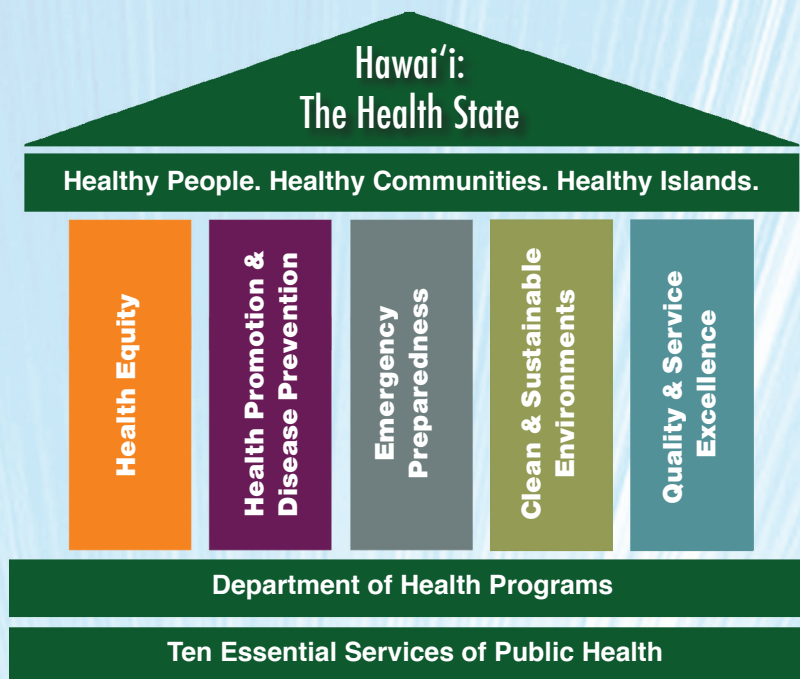 Hawai‘i:
The Health State
Healthy People. Healthy Communities. Healthy Islands.
Health Equity
Health Promotion &
Disease Prevention
Emergency
Preparedness
Clean & Sustainable
Environments
Quality & Service
Excellence
Department of Health Programs
Ten Essential Services of Public Health